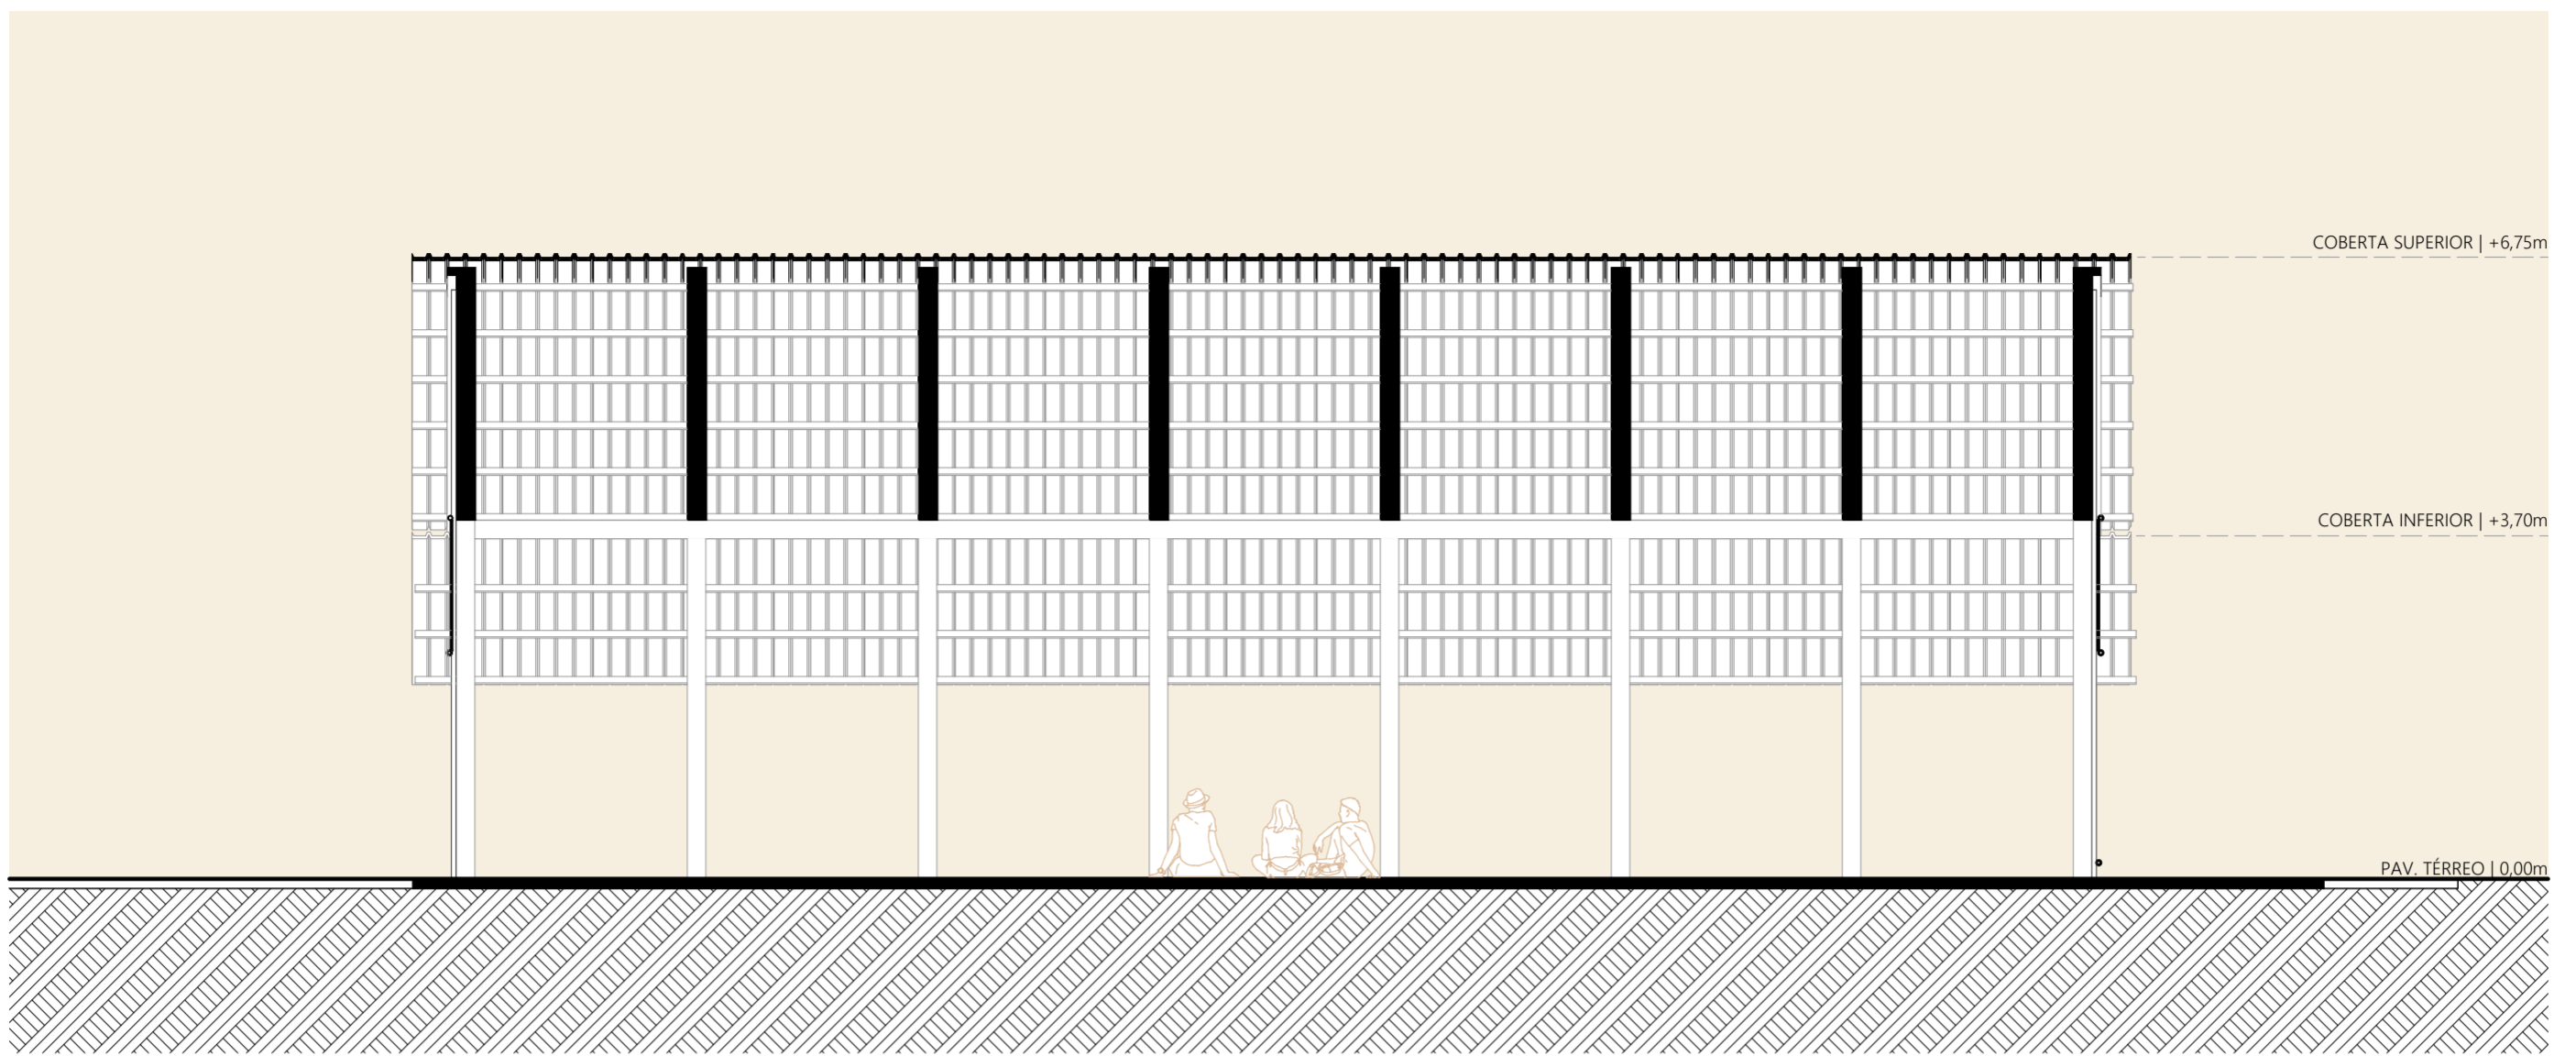 COBERTA SUPERIOR | +6,75m
COBERTA INFERIOR | +3,70m
PAV. TÉRREO | 0,00m